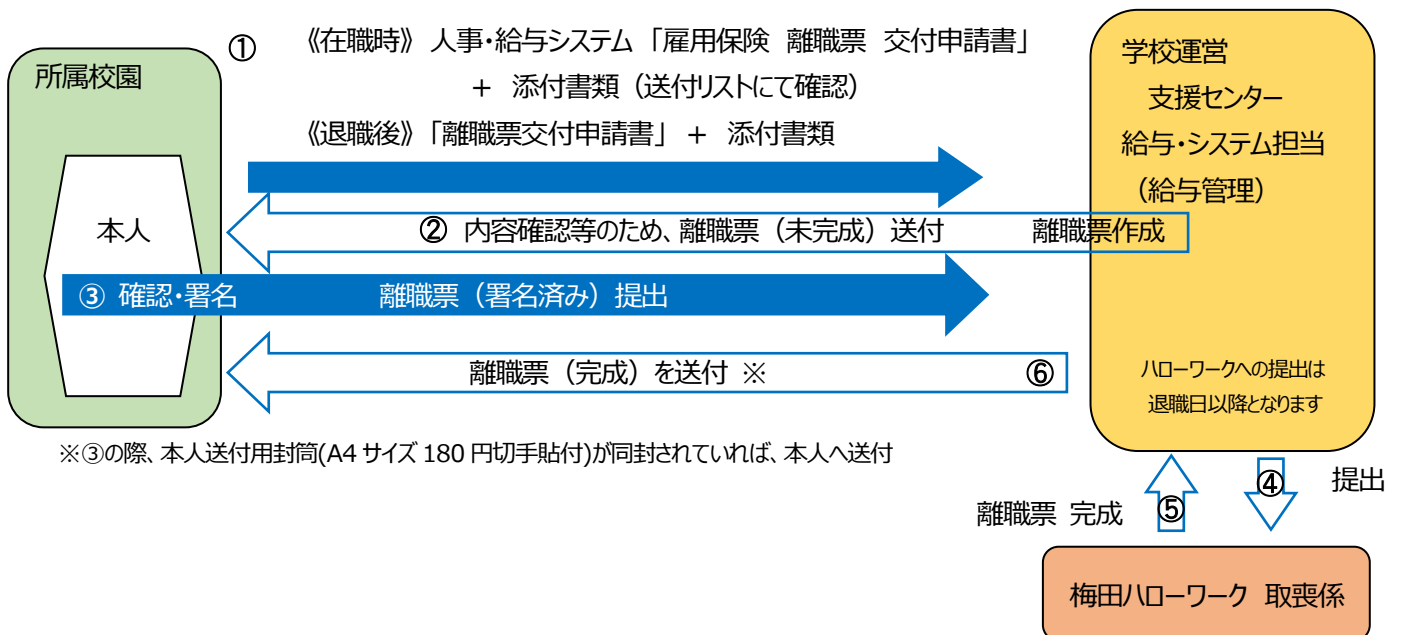 ① 《在職時》 人事・給与システム 「雇用保険 離職票 交付申請書」
＋ 添付書類 （送付リストにて確認）
《退職後》 「離職票交付申請書」 ＋ 添付書類
所属校園
本人
学校運営
支援センター
給与・システム担当
（給与管理）
② 内容確認等のため、離職票（未完成）送付 離職票作成
③ 確認・署名 離職票（署名済み）提出
離職票（完成）を送付 ※ ⑥
ハローワークへの提出は
退職日以降となります
※③の際、本人送付用封筒(A4 サイズ 180 円切手貼付)が同封されていれば、本人へ送付
④ 提出
離職票 完成 ⑤
梅田ハローワーク 取喪係